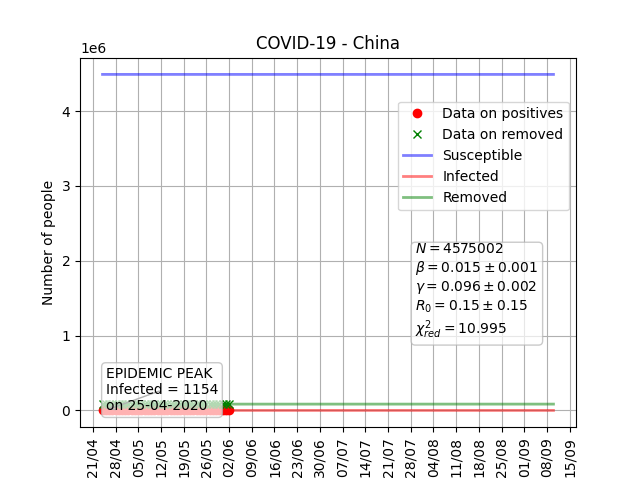 COVID-19 - China
1e6
Number of people
4
3
2
1
0
Data on positives
Data on removed
Susceptible
Infected
Removed
N = 4575002
β = 0.015 ± 0.001
γ = 0.096 ± 0.002
R₀ = 0.15 ± 0.15
χ²_red = 10.995
EPIDEMIC PEAK
Infected = 1154
on 25-04-2020
21/04 28/04 05/05 12/05 19/05 26/05 02/06 09/06 16/06 23/06 30/06 07/07 14/07 21/07 28/07 04/08 11/08 18/08 25/08 01/09 08/09 15/09